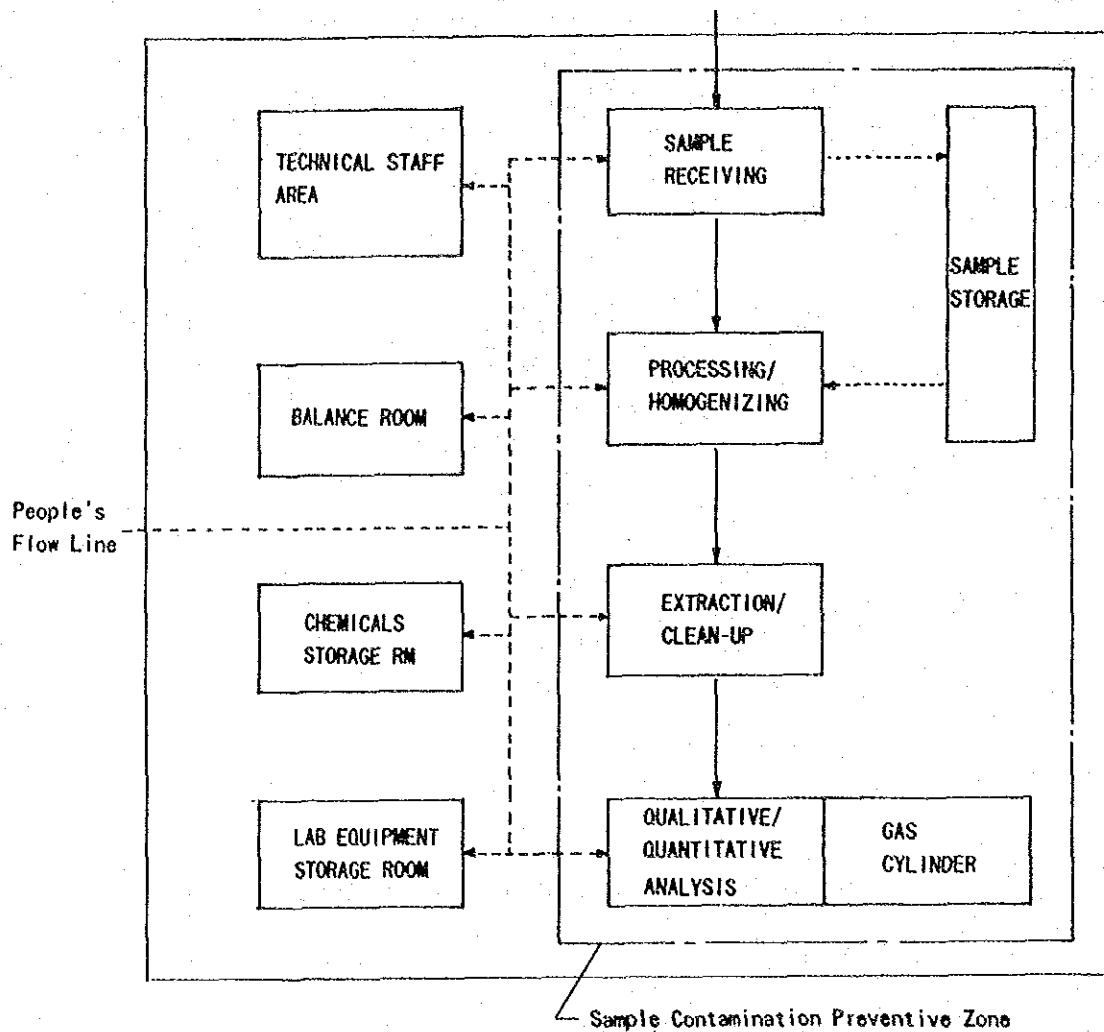 TECHNICAL STAFF
AREA
SAMPLE
RECEIVING
SAMPLE
STORAGE
PROCESSING/
HOMOGENIZING
BALANCE ROOM
People's
Flow Line
CHEMICALS
STORAGE RM
EXTRACTION/
CLEAN-UP
LAB EQUIPMENT
STORAGE ROOM
QUALITATIVE/
QUANTITATIVE
ANALYSIS
GAS
CYLINDER
Sample Contamination Preventive Zone